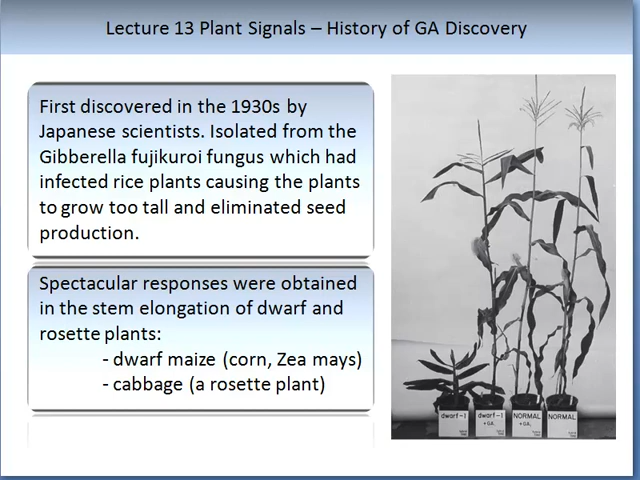 Lecture 13 Plant Signals – History of GA Discovery
First discovered in the 1930s by
Japanese scientists. Isolated from the
Gibberella fujikuroi fungus which had
infected rice plants causing the plants
to grow too tall and eliminated seed
production.
Spectacular responses were obtained
in the stem elongation of dwarf and
rosette plants:
- dwarf maize (corn, Zea mays)
- cabbage (a rosette plant)
dwarf-1 dwarf-1 NORMAL NORMAL
+ GA + GA